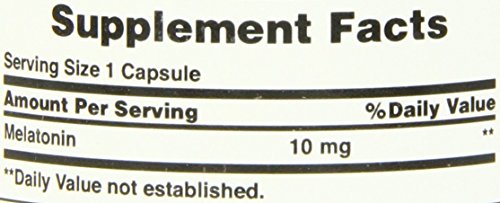 Supplement Facts
Serving Size 1 Capsule
Amount Per Serving %Daily Value
Melatonin 10 mg **
**Daily Value not established.